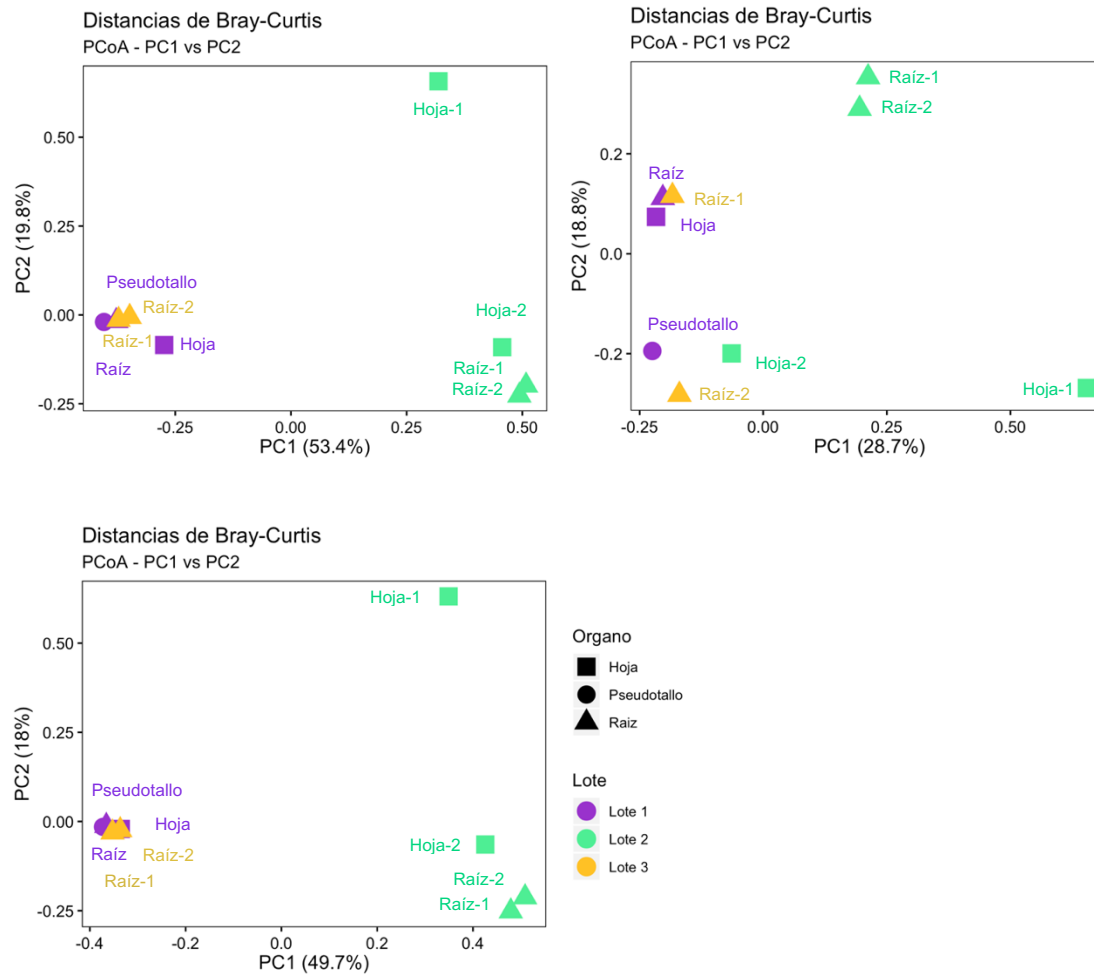 Distancias de Bray-Curtis
PCoA - PC1 vs PC2
0.50
0.25
0.00
-0.25
PC2 (19.8%)
Hoja-1
Pseudotallo
Raíz-2
Raíz-1
Hoja
Raíz
Hoja-2
Raíz-1
Raíz-2
-0.25
0.00
0.25
0.50
PC1 (53.4%)
Distancias de Bray-Curtis
PCoA - PC1 vs PC2
0.2
0.0
-0.2
PC2 (18.8%)
Raíz-1
Raíz-2
Raíz
Raíz-1
Hoja
Pseudotallo
Hoja-2
Raíz-2
Hoja-1
-0.25
0.00
0.25
0.50
PC1 (28.7%)
Distancias de Bray-Curtis
PCoA - PC1 vs PC2
0.50
0.25
0.00
-0.25
PC2 (18%)
Hoja-1
Pseudotallo
Hoja
Raíz
Raíz-2
Raíz-1
Hoja-2
Raíz-2
Raíz-1
-0.4
-0.2
0.0
0.2
0.4
PC1 (49.7%)
Organo
Hoja
Pseudotallo
Raiz
Lote
Lote 1
Lote 2
Lote 3